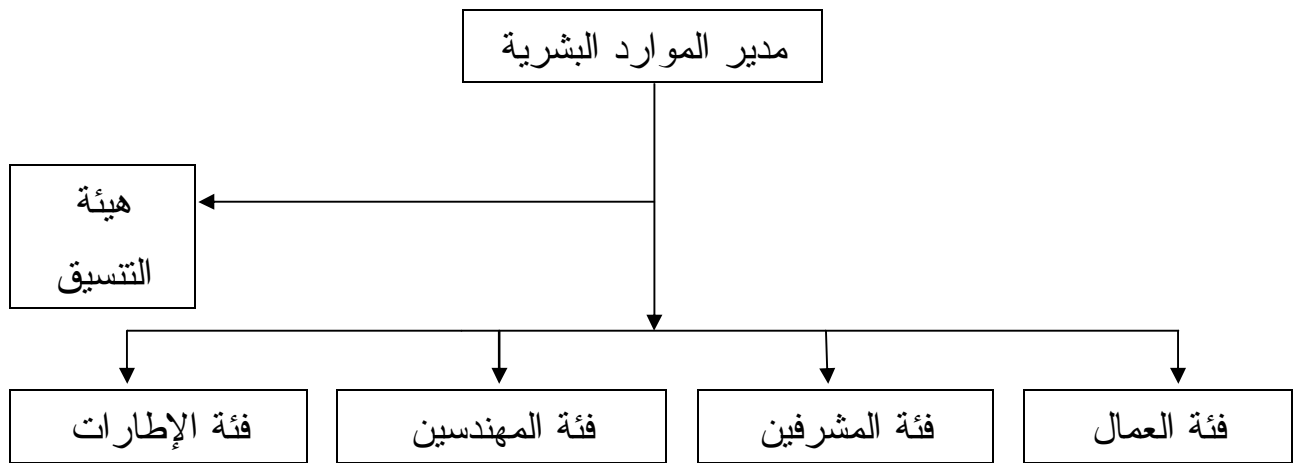 مدير الموارد البشرية
هيئة
التنسيق
فئة العمال
فئة المشرفين
فئة المهندسين
فئة الإطارات